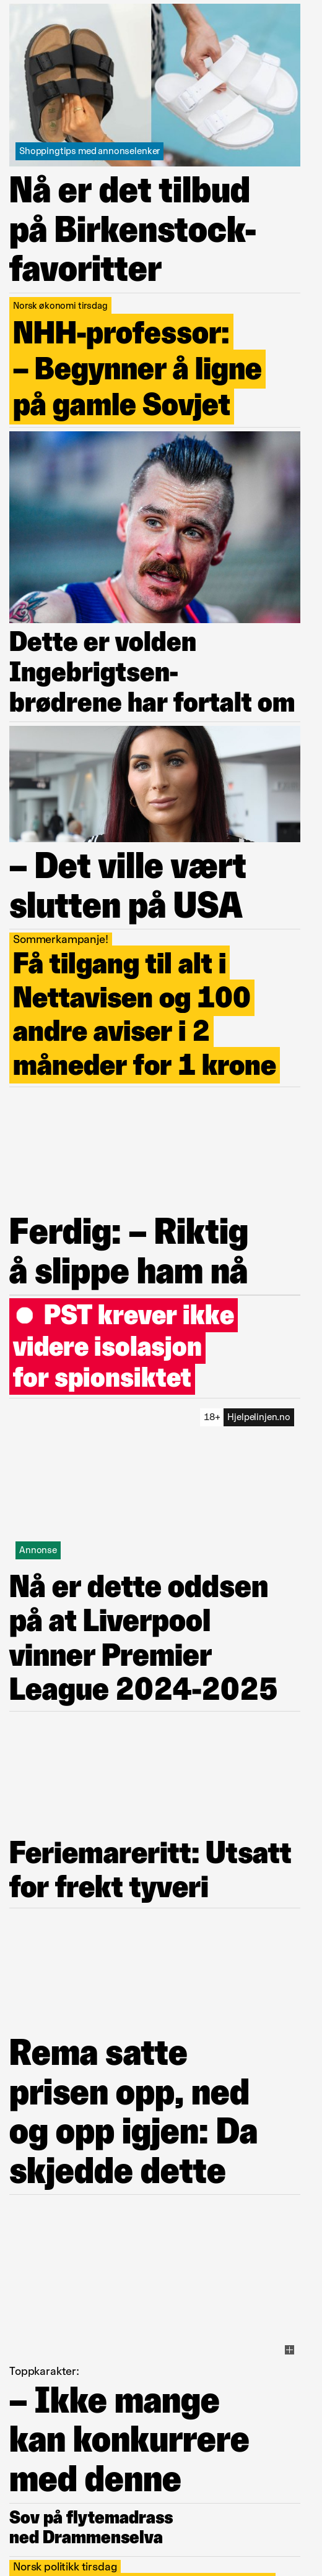 Shoppingtips med annonselenker
Nå er det tilbud
på Birkenstock-
favoritter
Norsk økonomi tirsdag
NHH-professor:
– Begynner å ligne
på gamle Sovjet
Dette er volden
Ingebrigtsen-
brødrene har fortalt om
– Det ville vært
slutten på USA
Sommerkampanje!
Få tilgang til alt i
Nettavisen og 100
andre aviser i 2
måneder for 1 krone
Ferdig: – Riktig
å slippe ham nå
PST krever ikke
videre isolasjon
for spionsiktet
18+ Hjelpelinjen.no
Annonse
Nå er dette oddsen
på at Liverpool
vinner Premier
League 2024-2025
Feriemareritt: Utsatt
for frekt tyveri
Rema satte
prisen opp, ned
og opp igjen: Da
skjedde dette
Toppkarakter:
– Ikke mange
kan konkurrere
med denne
Sov på flytemadrass
ned Drammenselva
Norsk politikk tirsdag